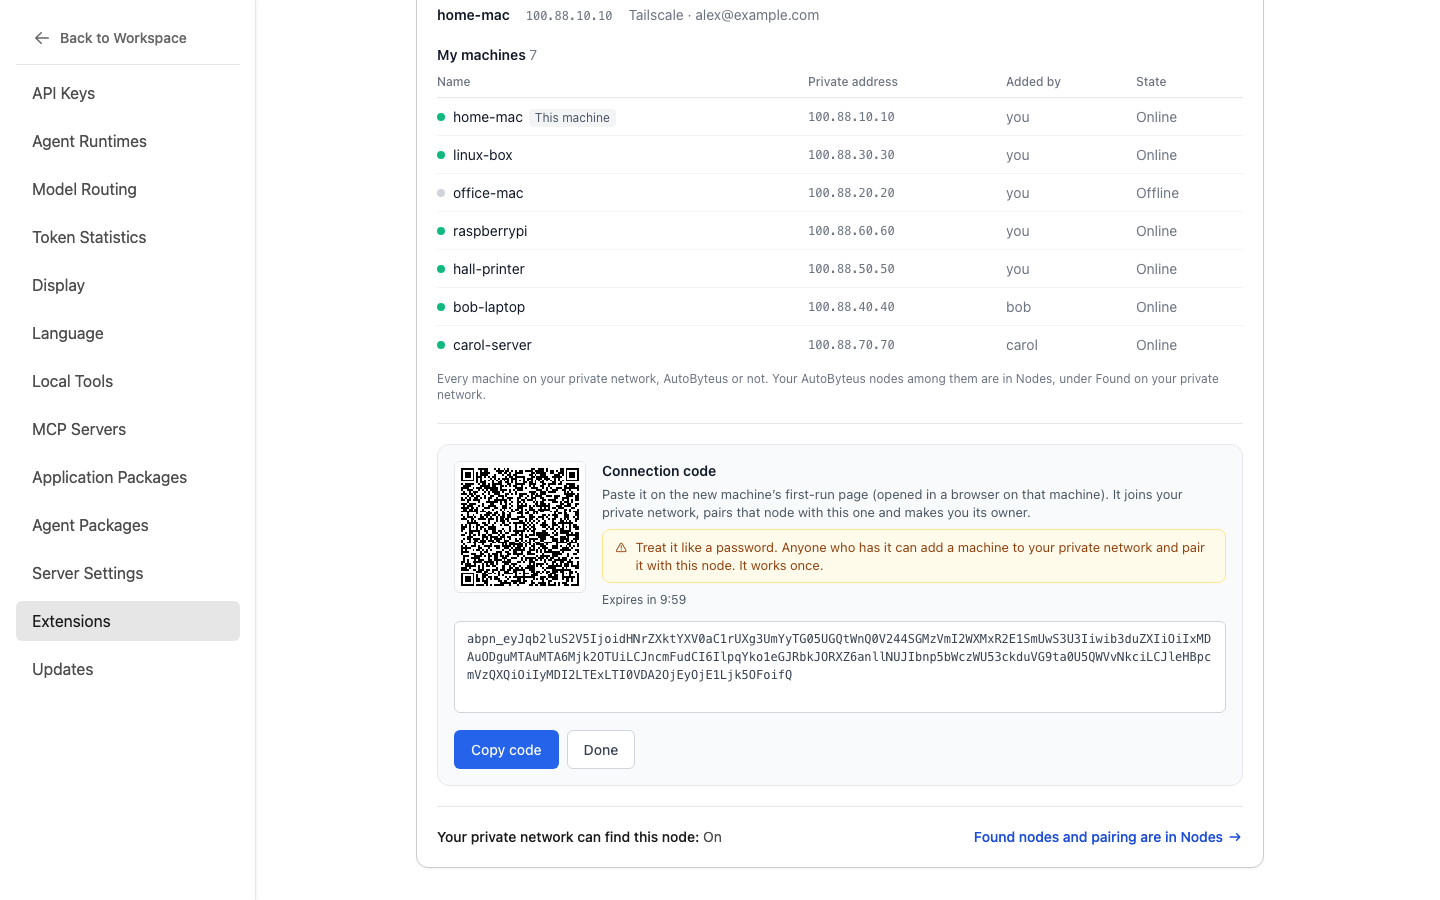 Back to Workspace
API Keys
Agent Runtimes
Model Routing
Token Statistics
Display
Language
Local Tools
MCP Servers
Application Packages
Agent Packages
Server Settings
Extensions
Updates
home-mac 100.88.10.10 Tailscale · alex@example.com
My machines 7
Name Private address Added by State
home-mac This machine 100.88.10.10 you Online
linux-box 100.88.30.30 you Online
office-mac 100.88.20.20 you Offline
raspberrypi 100.88.60.60 you Online
hall-printer 100.88.50.50 you Online
bob-laptop 100.88.40.40 bob Online
carol-server 100.88.70.70 carol Online
Every machine on your private network, AutoByteus or not. Your AutoByteus nodes among them are in Nodes, under Found on your private
network.
Connection code
Paste it on the new machine’s first-run page (opened in a browser on that machine). It joins your
private network, pairs that node with this one and makes you its owner.
Treat it like a password. Anyone who has it can add a machine to your private network and pair
it with this node. It works once.
Expires in 9:59
abpn_eyJqb2luS2V5IjoidHNrZXktYXV0aC1rUXg3UmYyTG05UGQtWnQ0V244SGMzVmI2WXMxR2E1SmUwS3U3Iiwib3duZXIiOiIxMD
AuODguMTAuMTA6Mjk2OTUiLCJncmFudCI6IlpqYko1eGJRbkJORXZ6anllNUJIbnp5bWczWU53ckduVG9ta0U5QWVvNkciLCJleHBpc
mVzQXQiOiIyMDI2LTExLTI0VDA2OjEyOjE1Ljk5OFoifQ
Copy code Done
Your private network can find this node: On
Found nodes and pairing are in Nodes →